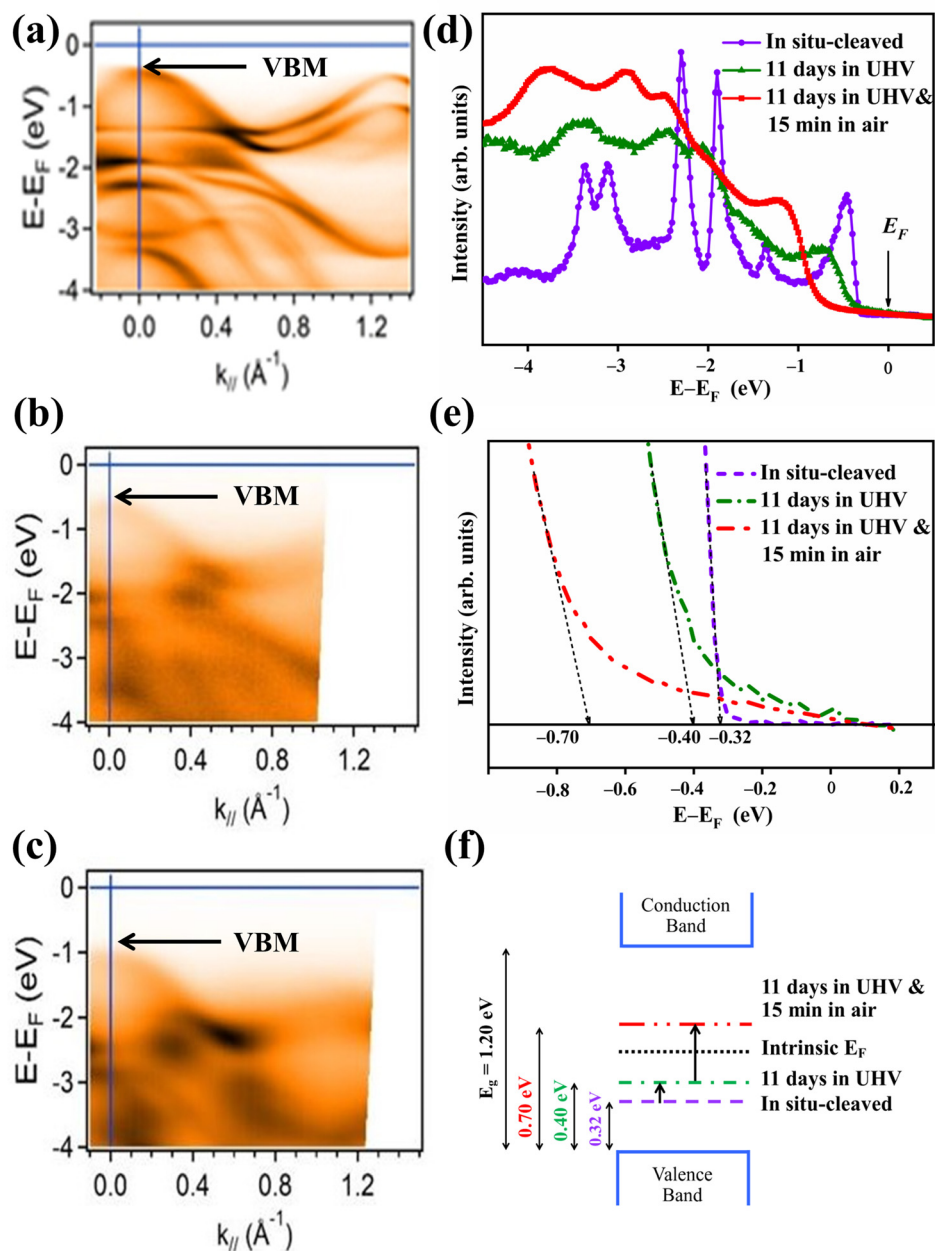 (a)
VBM
E-E_F (eV)
0
-1
-2
-3
-4
0.0 0.4 0.8 1.2
k_// (Å⁻¹)
(b)
VBM
E-E_F (eV)
0
-1
-2
-3
-4
0.0 0.4 0.8 1.2
k_// (Å⁻¹)
(c)
VBM
E-E_F (eV)
0
-1
-2
-3
-4
0.0 0.4 0.8 1.2
k_// (Å⁻¹)
(d)
In situ-cleaved
11 days in UHV
11 days in UHV&
15 min in air
E_F
Intensity (arb. units)
−4 −3 −2 −1 0
E−E_F (eV)
(e)
In situ-cleaved
11 days in UHV
11 days in UHV &
15 min in air
Intensity (arb. units)
−0.70 −0.40 −0.32
−0.8 −0.6 −0.4 −0.2 0 0.2
E−E_F (eV)
(f)
Conduction
Band
E_g = 1.20 eV
0.70 eV
0.40 eV
0.32 eV
11 days in UHV &
15 min in air
Intrinsic E_F
11 days in UHV
In situ-cleaved
Valence
Band